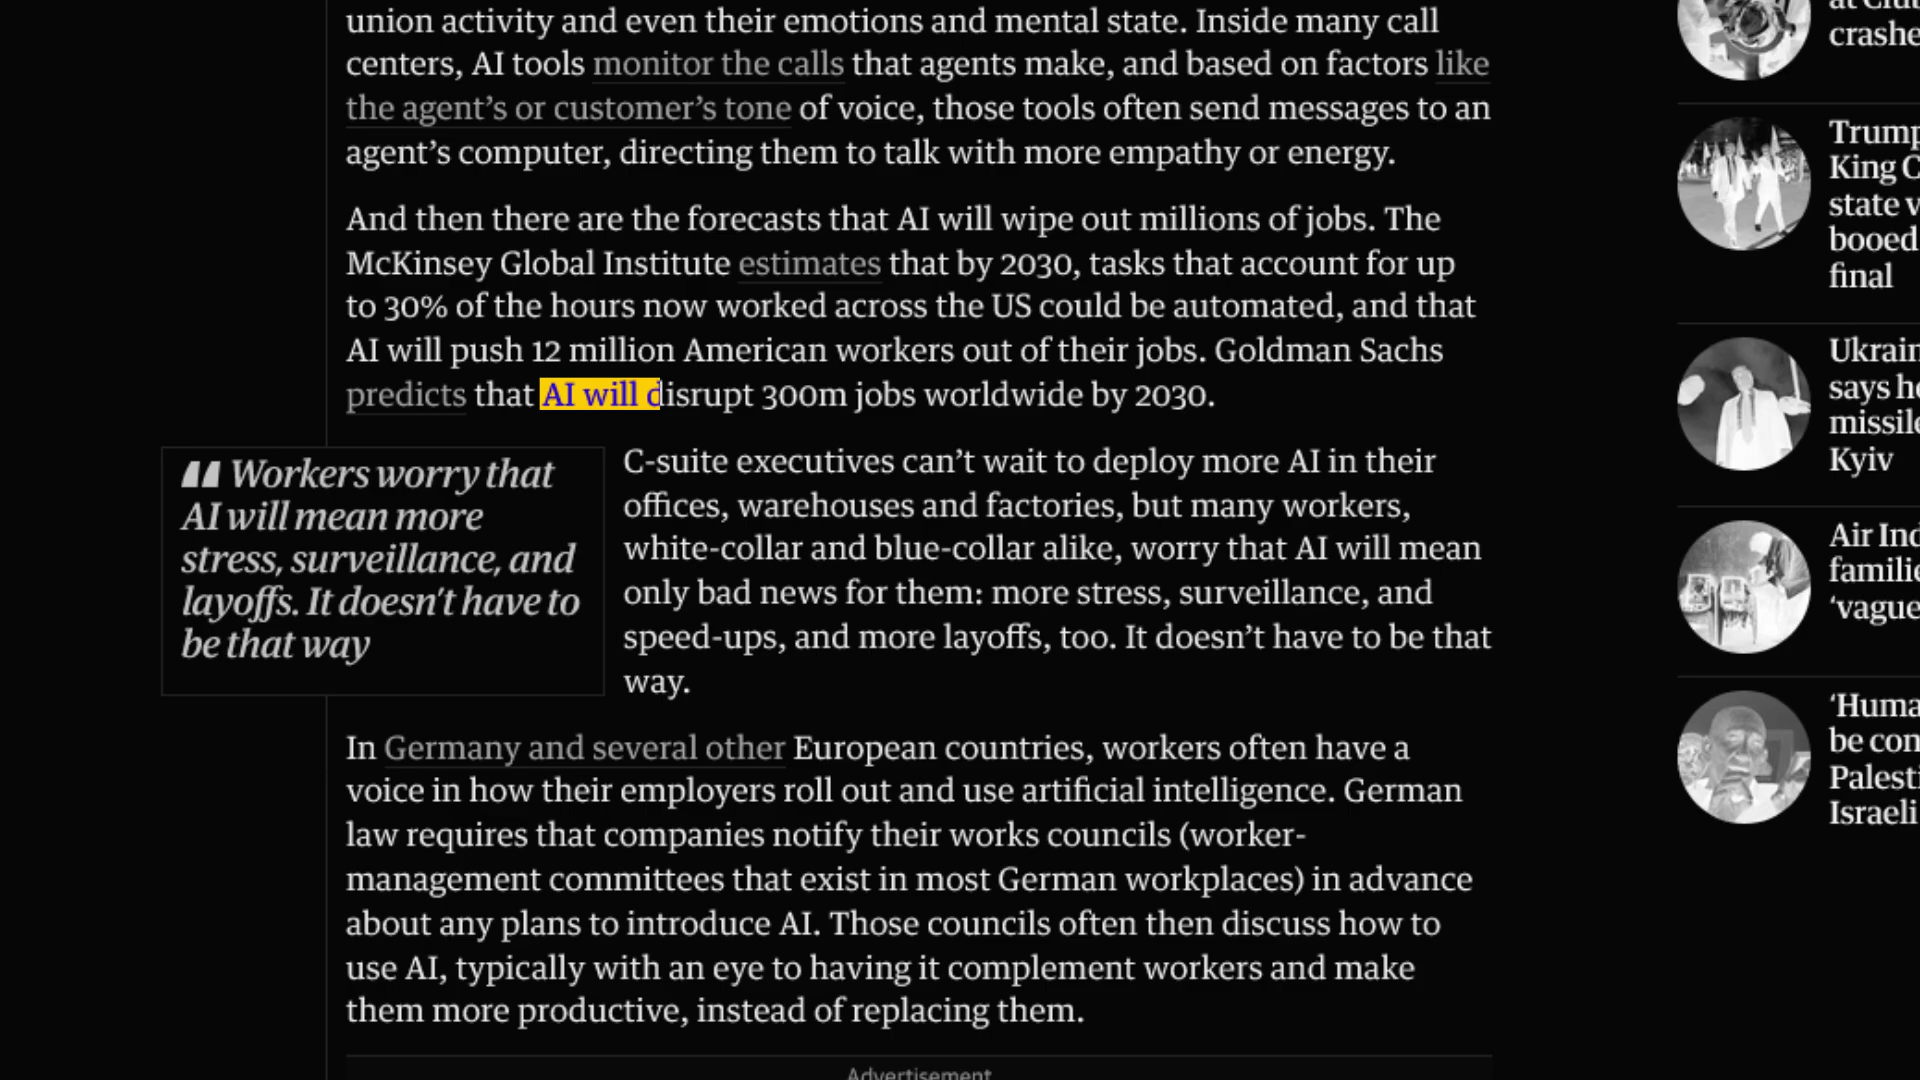 union activity and even their emotions and mental state. Inside many call
centers, AI tools monitor the calls that agents make, and based on factors like
the agent’s or customer’s tone of voice, those tools often send messages to an
agent’s computer, directing them to talk with more empathy or energy.
And then there are the forecasts that AI will wipe out millions of jobs. The
McKinsey Global Institute estimates that by 2030, tasks that account for up
to 30% of the hours now worked across the US could be automated, and that
AI will push 12 million American workers out of their jobs. Goldman Sachs
predicts that AI will disrupt 300m jobs worldwide by 2030.
Workers worry that
AI will mean more
stress, surveillance, and
layoffs. It doesn't have to
be that way
C-suite executives can’t wait to deploy more AI in their
offices, warehouses and factories, but many workers,
white-collar and blue-collar alike, worry that AI will mean
only bad news for them: more stress, surveillance, and
speed-ups, and more layoffs, too. It doesn’t have to be that
way.
In Germany and several other European countries, workers often have a
voice in how their employers roll out and use artificial intelligence. German
law requires that companies notify their works councils (worker-
management committees that exist in most German workplaces) in advance
about any plans to introduce AI. Those councils often then discuss how to
use AI, typically with an eye to having it complement workers and make
them more productive, instead of replacing them.
Advertisement
crashe
Trump
King C
state v
booed
final
Ukrain
says he
missile
Kyiv
Air Ind
familie
‘vague
‘Huma
be con
Palesti
Israeli